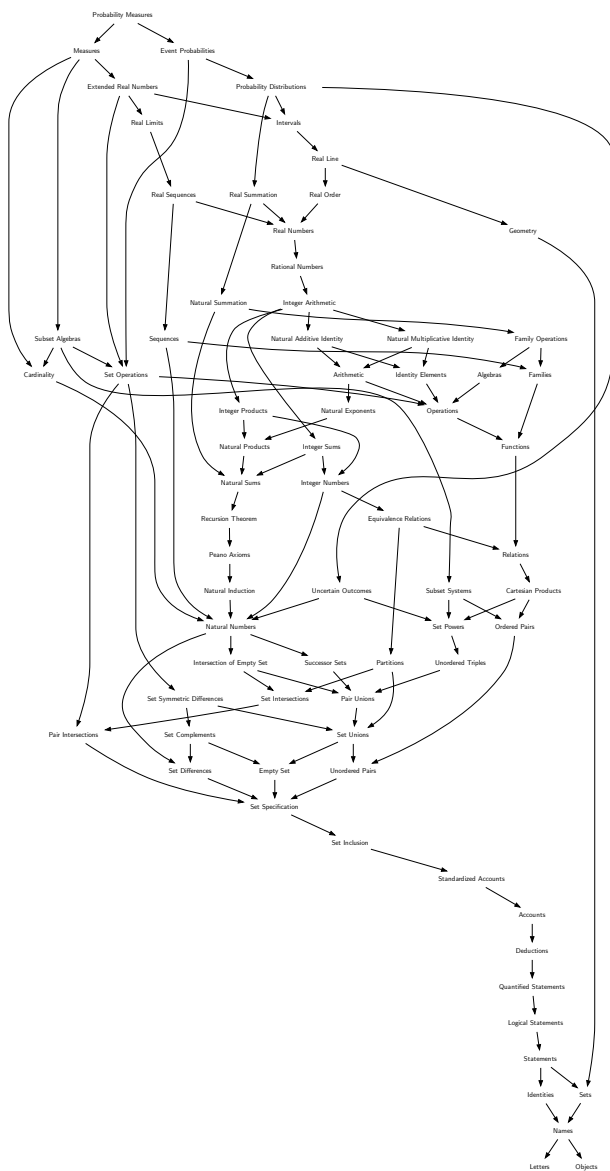 Probability Measures
Measures
Event Probabilities
Extended Real Numbers
Probability Distributions
Real Limits
Intervals
Real Line
Real Sequences
Real Summation
Real Order
Real Numbers
Geometry
Rational Numbers
Natural Summation
Integer Arithmetic
Subset Algebras
Sequences
Natural Additive Identity
Natural Multiplicative Identity
Family Operations
Cardinality
Set Operations
Arithmetic
Identity Elements
Algebras
Families
Integer Products
Natural Exponents
Operations
Natural Products
Integer Sums
Functions
Natural Sums
Integer Numbers
Recursion Theorem
Equivalence Relations
Peano Axioms
Relations
Natural Induction
Uncertain Outcomes
Subset Systems
Cartesian Products
Natural Numbers
Set Powers
Ordered Pairs
Intersection of Empty Set
Successor Sets
Partitions
Unordered Triples
Set Symmetric Differences
Set Intersections
Pair Unions
Pair Intersections
Set Complements
Set Unions
Set Differences
Empty Set
Unordered Pairs
Set Specification
Set Inclusion
Standardized Accounts
Accounts
Deductions
Quantified Statements
Logical Statements
Statements
Identities
Sets
Names
Letters
Objects